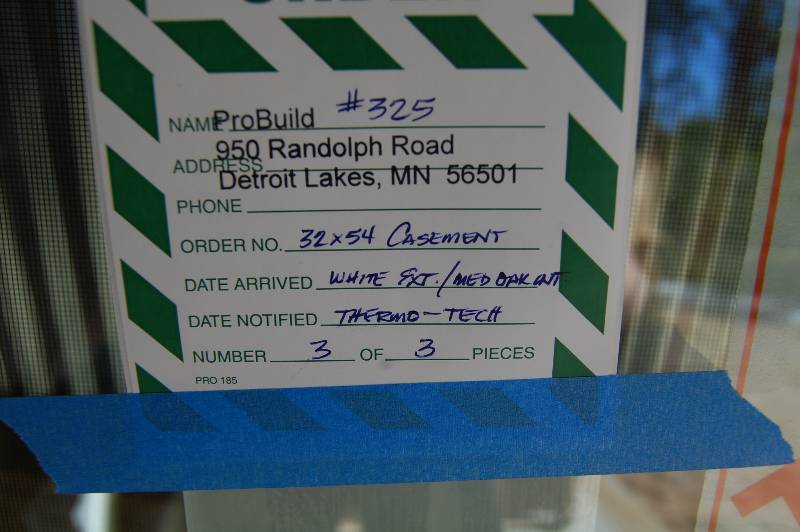 NAME ProBuild #325
950 Randolph Road
ADDRESS
Detroit Lakes, MN 56501
PHONE
ORDER NO. 32x54 CASEMENT
DATE ARRIVED WHITE EXT./MED OAK INT
DATE NOTIFIED THERMO-TECH
NUMBER 3 OF 3 PIECES
PRO 185